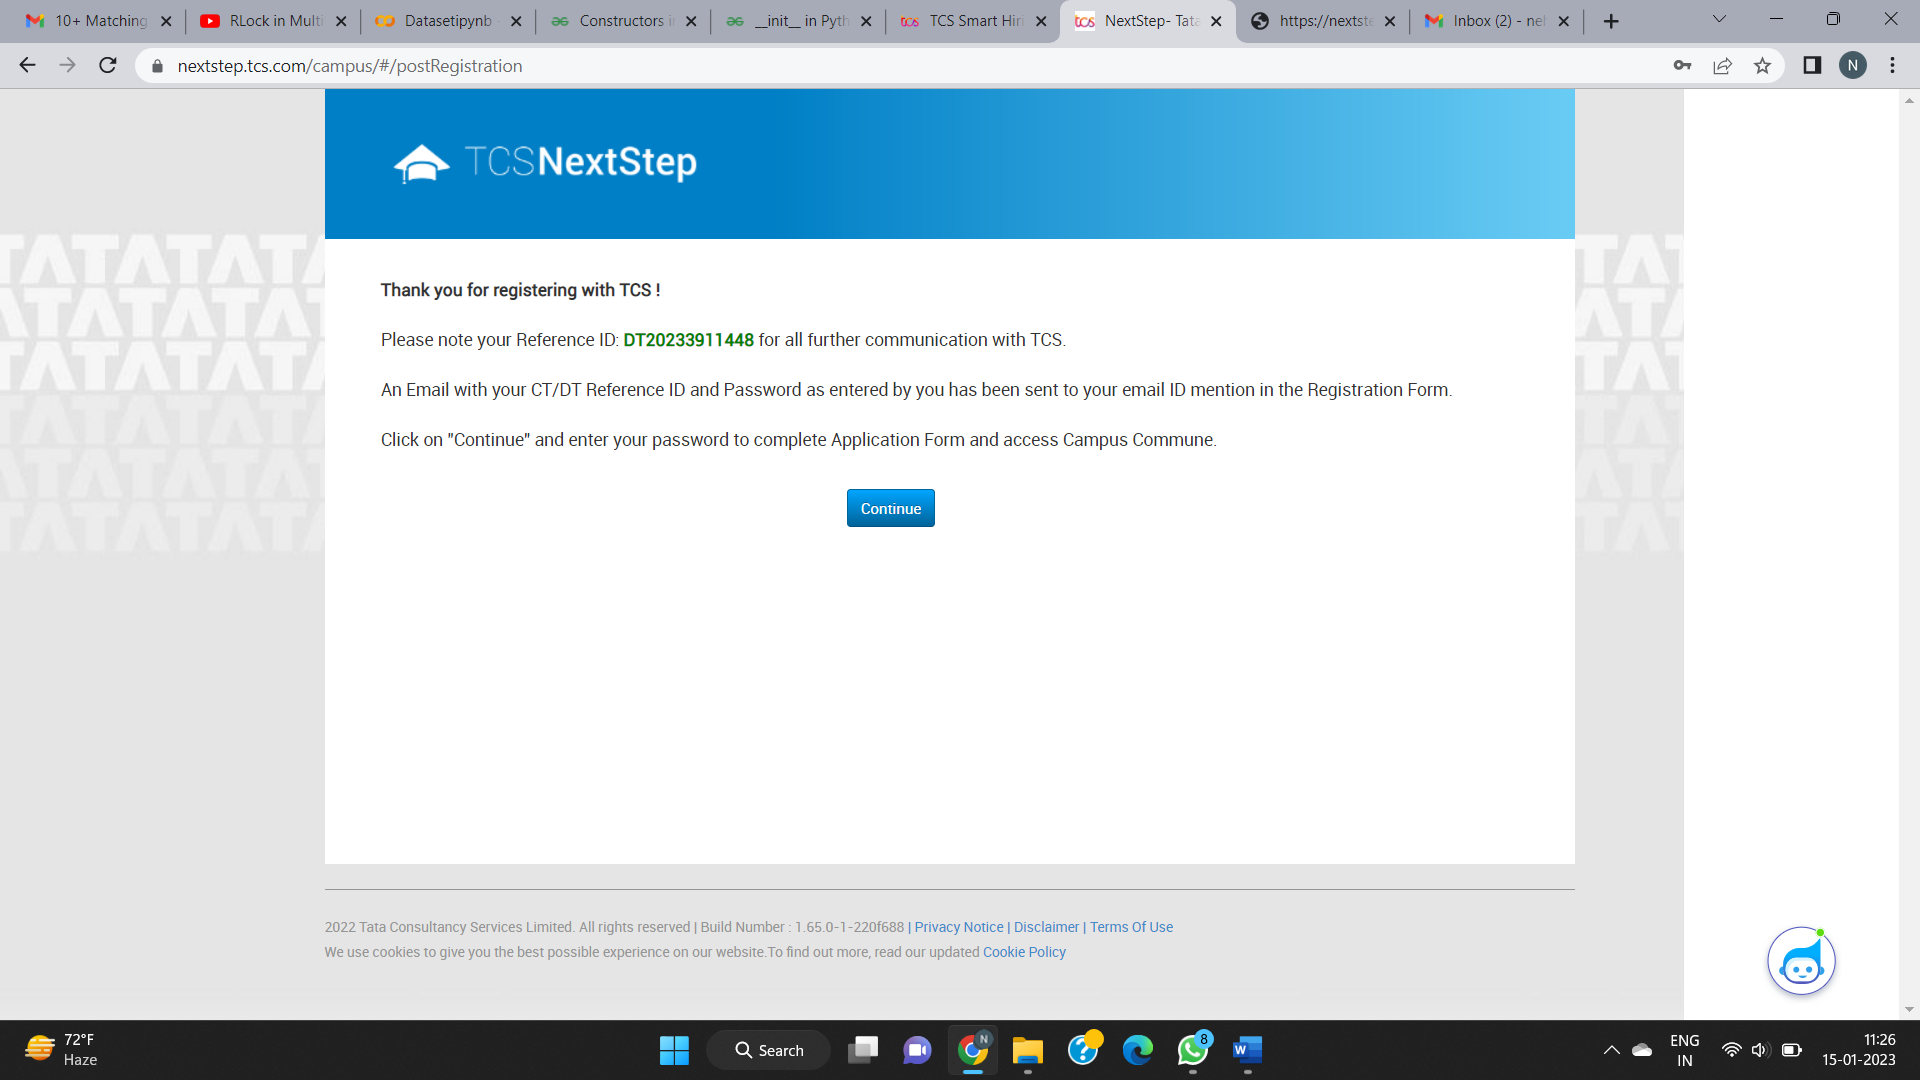 10+ Matching
RLock in Multi
Datasetipynb -
Constructors i
__init__ in Pyth
tcs TCS Smart Hiri
tcs NextStep- Tata
https://nextste
Inbox (2) - neh
nextstep.tcs.com/campus/#/postRegistration
N
TCSNextStep
Thank you for registering with TCS !
Please note your Reference ID: DT20233911448 for all further communication with TCS.
An Email with your CT/DT Reference ID and Password as entered by you has been sent to your email ID mention in the Registration Form.
Click on "Continue" and enter your password to complete Application Form and access Campus Commune.
Continue
2022 Tata Consultancy Services Limited. All rights reserved | Build Number : 1.65.0-1-220f688 | Privacy Notice | Disclaimer | Terms Of Use
We use cookies to give you the best possible experience on our website.To find out more, read our updated Cookie Policy
72°F
Haze
Search
N
8
W
ENG
IN
11:26
15-01-2023